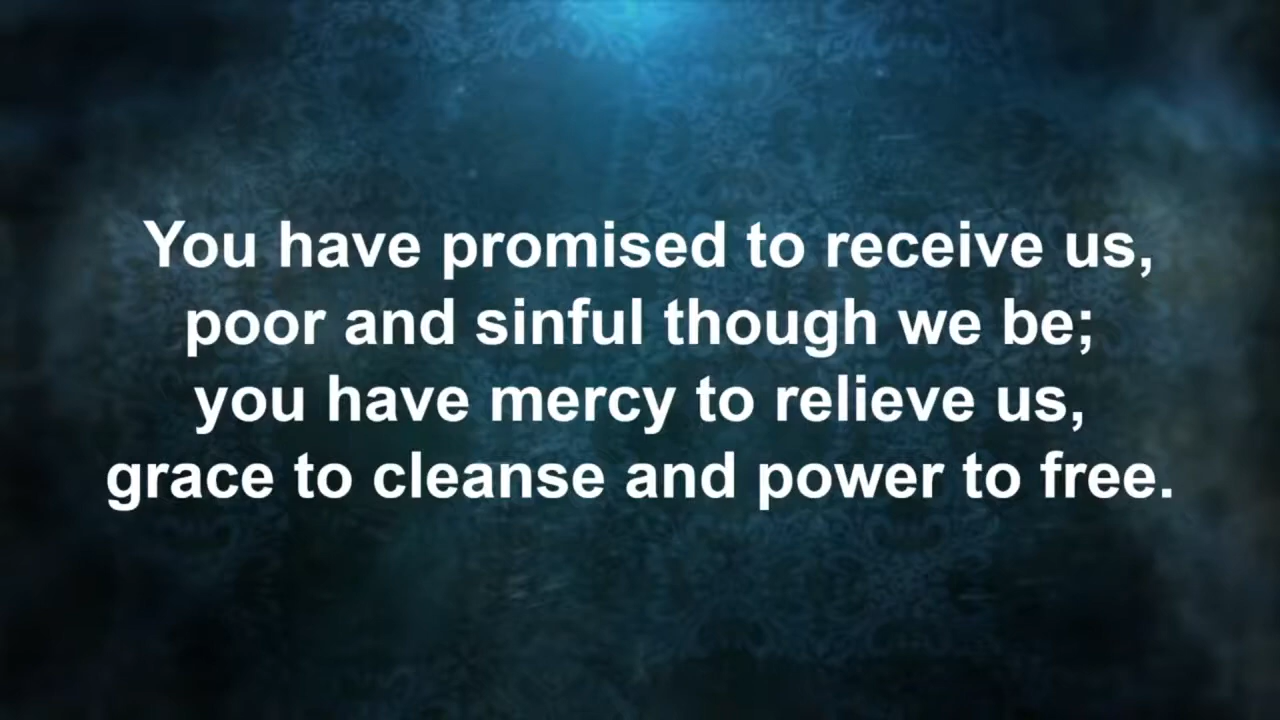 You have promised to receive us,
poor and sinful though we be;
you have mercy to relieve us,
grace to cleanse and power to free.